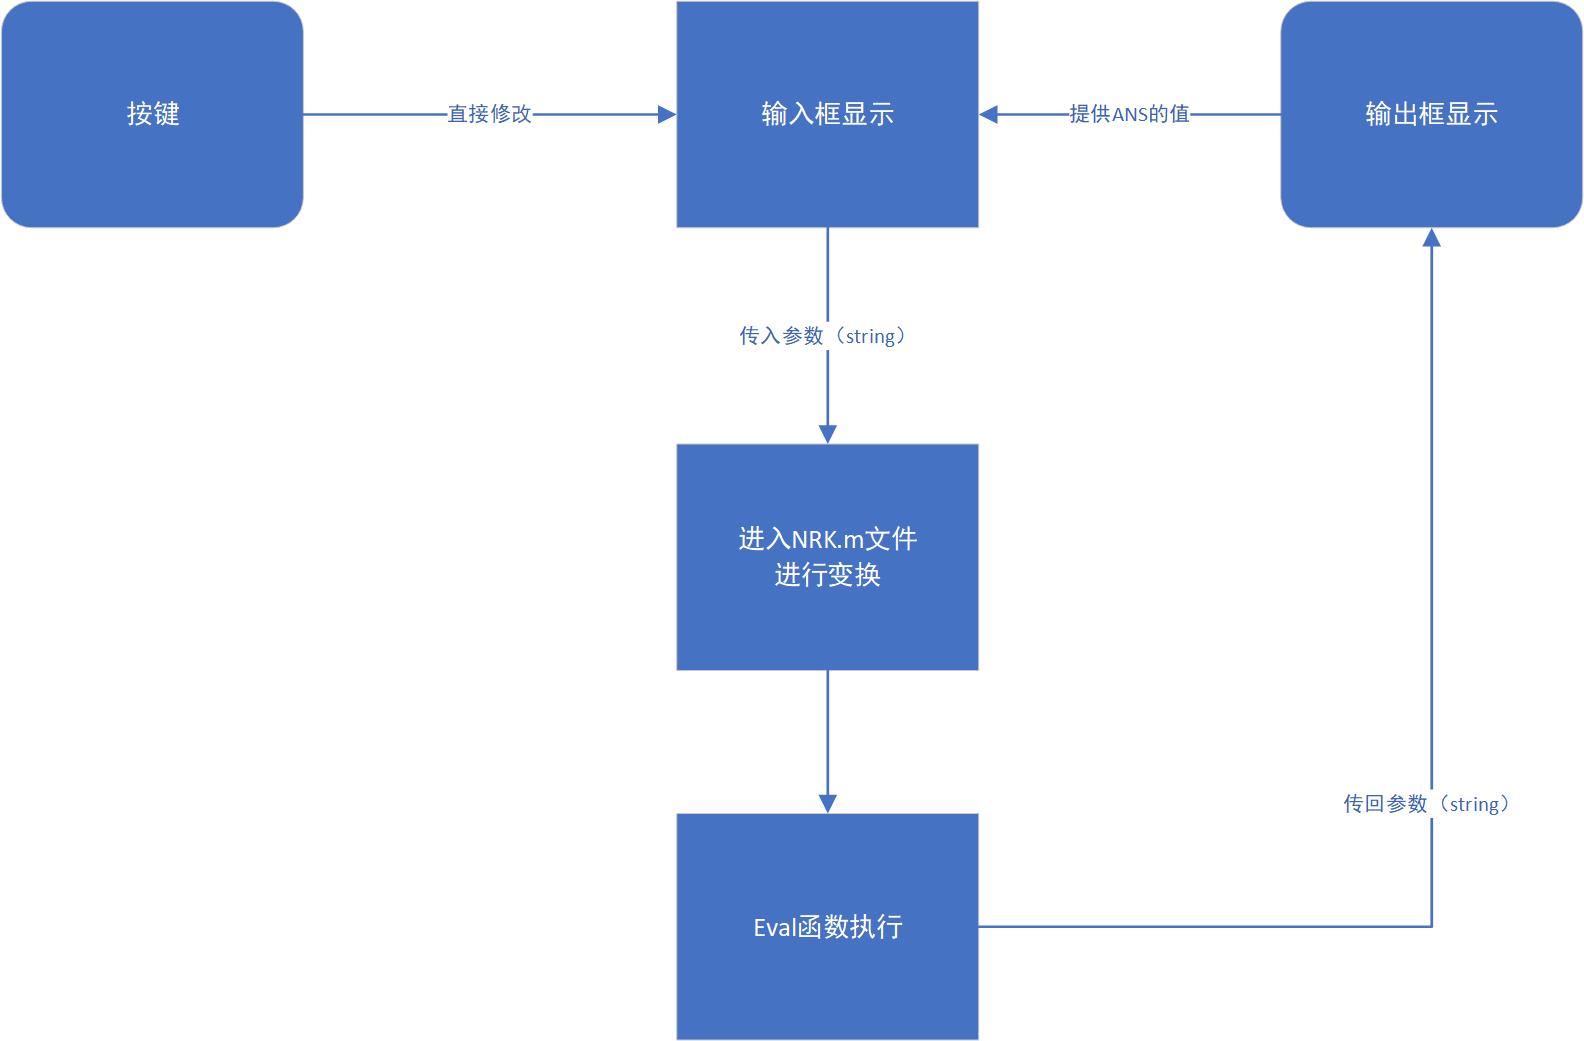 按键
直接修改
输入框显示
提供ANS的值
输出框显示
传入参数（string）
进入NRK.m文件
进行变换
传回参数（string）
Eval函数执行